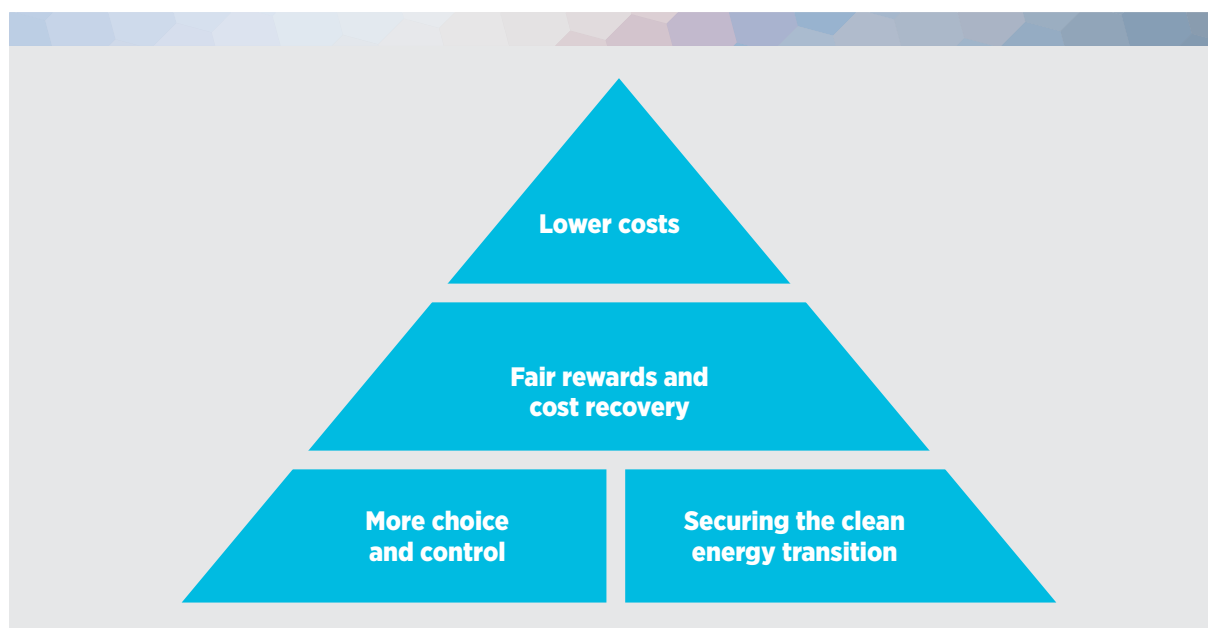 Lower costs
Fair rewards and
cost recovery
More choice
and control
Securing the clean
energy transition